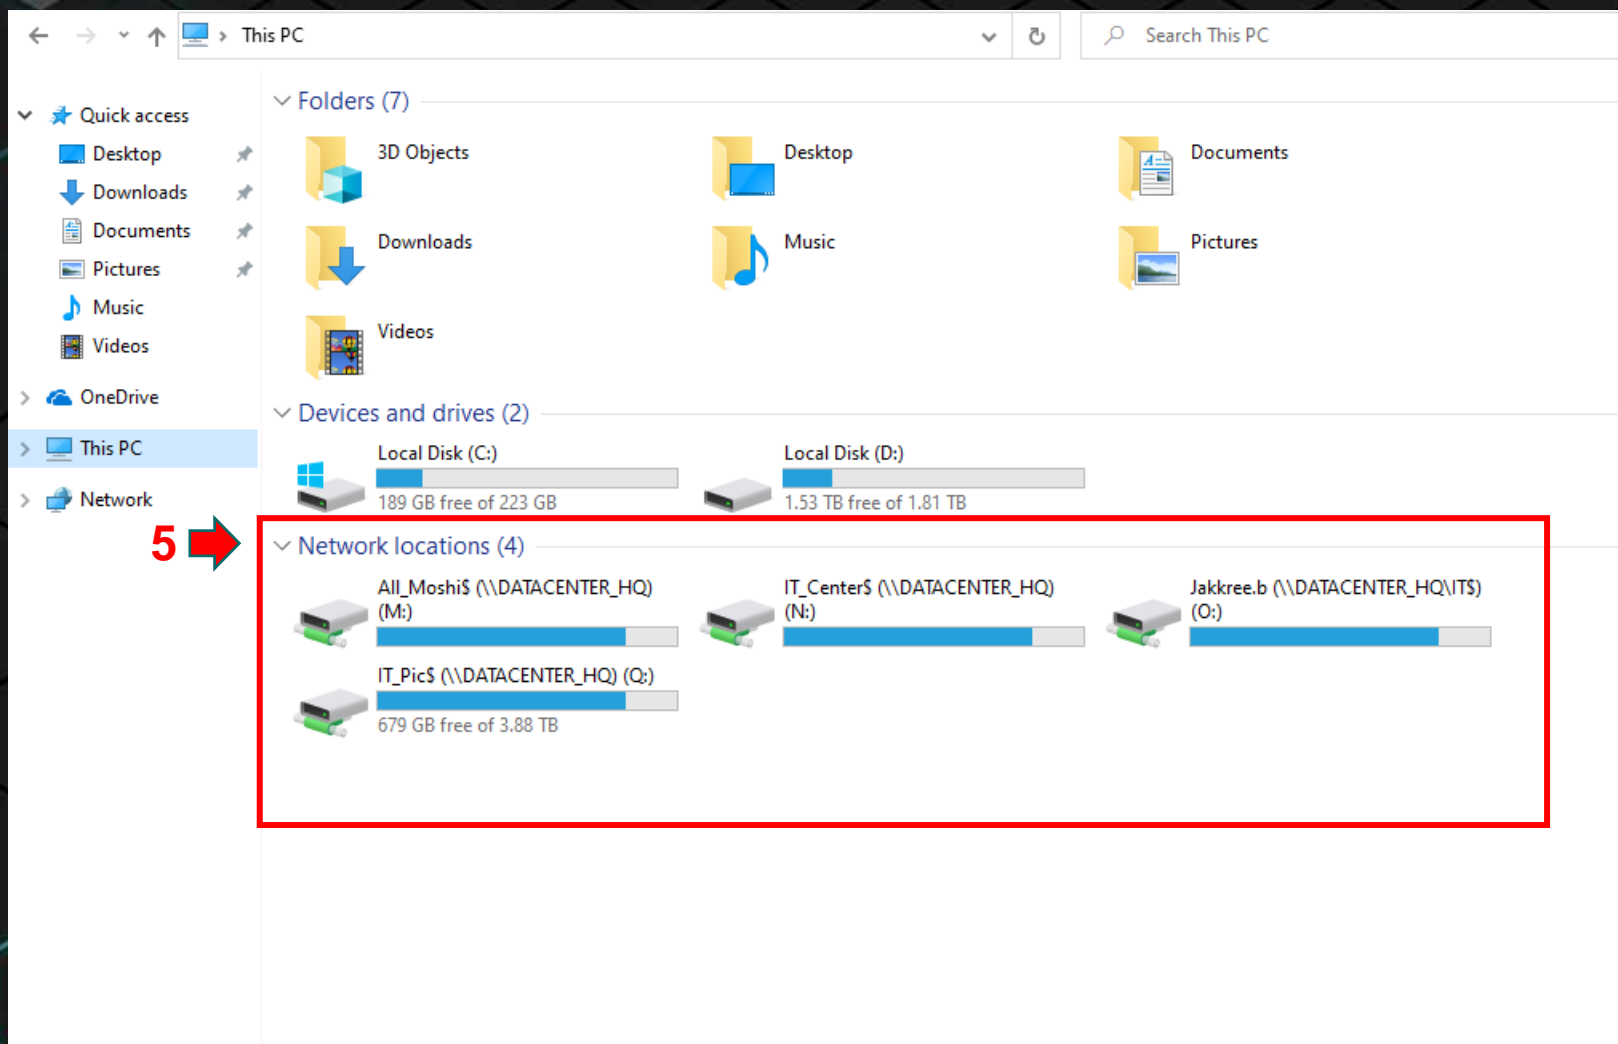 This PC
Search This PC
Quick access
Desktop
Downloads
Documents
Pictures
Music
Videos
OneDrive
This PC
Network
Folders (7)
3D Objects
Desktop
Documents
Downloads
Music
Pictures
Videos
Devices and drives (2)
Local Disk (C:)
189 GB free of 223 GB
Local Disk (D:)
1.53 TB free of 1.81 TB
5
Network locations (4)
All_Moshi$ (\\DATACENTER_HQ)
(M:)
IT_Center$ (\\DATACENTER_HQ)
(N:)
Jakkree.b (\\DATACENTER_HQ\IT$)
(O:)
IT_Pic$ (\\DATACENTER_HQ) (Q:)
679 GB free of 3.88 TB